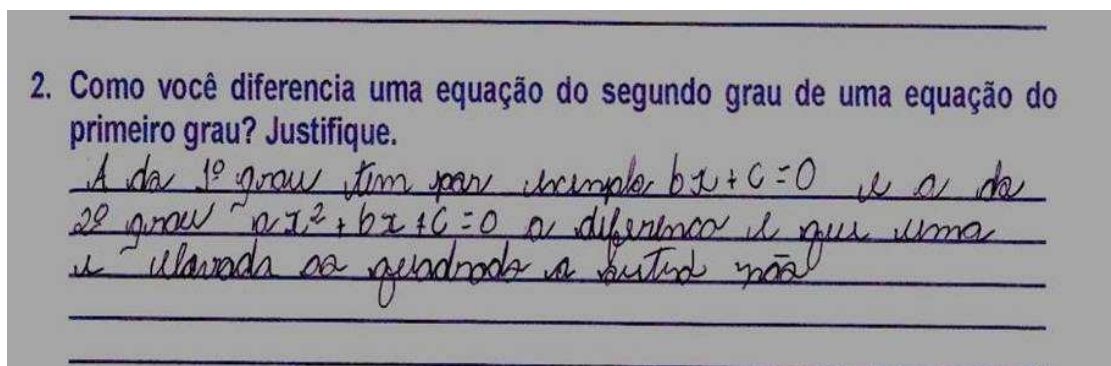 2. Como você diferencia uma equação do segundo grau de uma equação do
primeiro grau? Justifique.
A da 1º grau tem por exemplo bx + c = 0 e a da
2º grau ax² + bx + c = 0 a diferença e que uma
e elavada ao quadrado a outra não